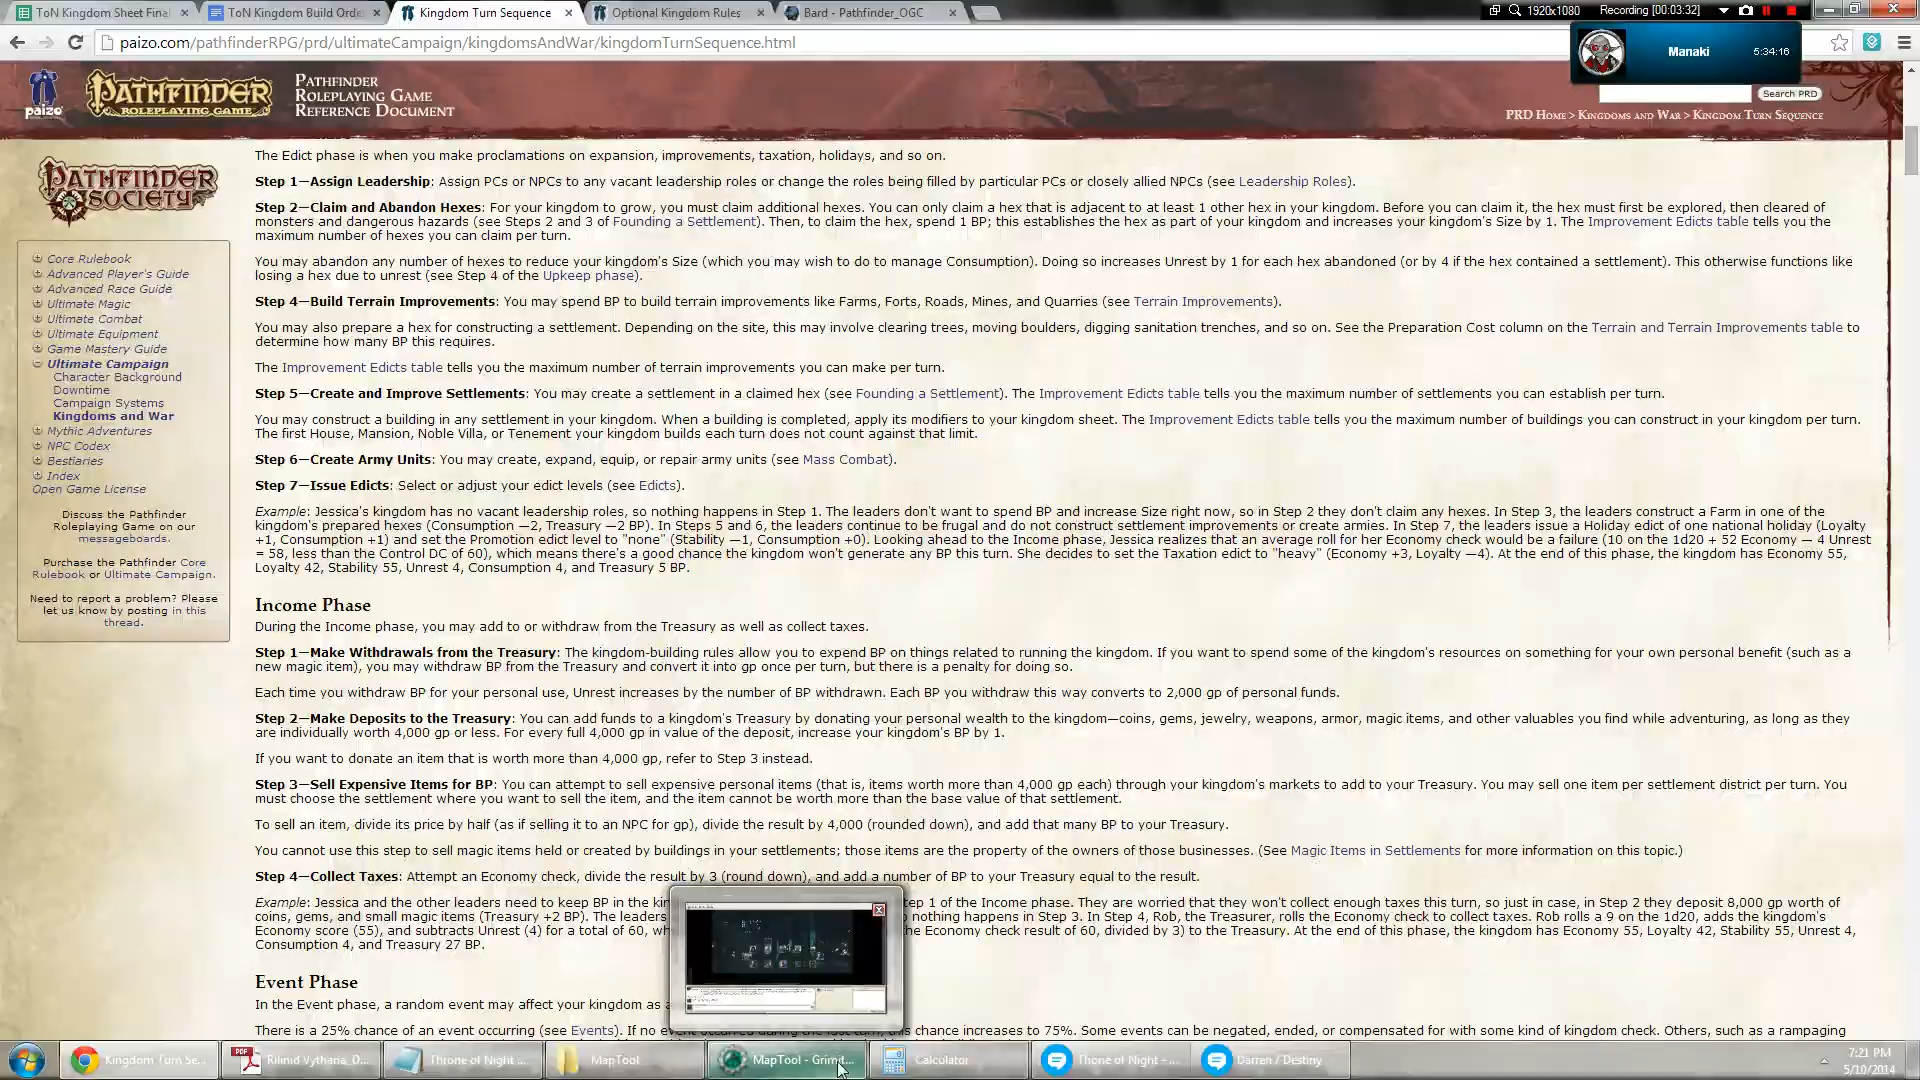 ToN Kingdom Sheet Final
ToN Kingdom Build Orde
Kingdom Turn Sequence
Optional Kingdom Rules
Bard - Pathfinder_OGC
1920x1080
Recording [00:03:32]
paizo.com/pathfinderRPG/prd/ultimateCampaign/kingdomsAndWar/kingdomTurnSequence.html
Manaki
5:34:16
paizo
PATHFINDER
ROLEPLAYING GAME
PATHFINDER
ROLEPLAYING GAME
REFERENCE DOCUMENT
Search PRD
PRD HOME > KINGDOMS AND WAR > KINGDOM TURN SEQUENCE
PATHFINDER
SOCIETY
Core Rulebook
Advanced Player's Guide
Advanced Race Guide
Ultimate Magic
Ultimate Combat
Ultimate Equipment
Game Mastery Guide
Ultimate Campaign
Character Background
Downtime
Campaign Systems
Kingdoms and War
Mythic Adventures
NPC Codex
Bestiaries
Index
Open Game License
Discuss the Pathfinder
Roleplaying Game on our
messageboards.
Purchase the Pathfinder Core
Rulebook or Ultimate Campaign.
Need to report a problem? Please
let us know by posting in this
thread.
The Edict phase is when you make proclamations on expansion, improvements, taxation, holidays, and so on.
Step 1—Assign Leadership: Assign PCs or NPCs to any vacant leadership roles or change the roles being filled by particular PCs or closely allied NPCs (see Leadership Roles).
Step 2—Claim and Abandon Hexes: For your kingdom to grow, you must claim additional hexes. You can only claim a hex that is adjacent to at least 1 other hex in your kingdom. Before you can claim it, the hex must first be explored, then cleared of
monsters and dangerous hazards (see Steps 2 and 3 of Founding a Settlement). Then, to claim the hex, spend 1 BP; this establishes the hex as part of your kingdom and increases your kingdom's Size by 1. The Improvement Edicts table tells you the
maximum number of hexes you can claim per turn.
You may abandon any number of hexes to reduce your kingdom's Size (which you may wish to do to manage Consumption). Doing so increases Unrest by 1 for each hex abandoned (or by 4 if the hex contained a settlement). This otherwise functions like
losing a hex due to unrest (see Step 4 of the Upkeep phase).
Step 4—Build Terrain Improvements: You may spend BP to build terrain improvements like Farms, Forts, Roads, Mines, and Quarries (see Terrain Improvements).
You may also prepare a hex for constructing a settlement. Depending on the site, this may involve clearing trees, moving boulders, digging sanitation trenches, and so on. See the Preparation Cost column on the Terrain and Terrain Improvements table to
determine how many BP this requires.
The Improvement Edicts table tells you the maximum number of terrain improvements you can make per turn.
Step 5—Create and Improve Settlements: You may create a settlement in a claimed hex (see Founding a Settlement). The Improvement Edicts table tells you the maximum number of settlements you can establish per turn.
You may construct a building in any settlement in your kingdom. When a building is completed, apply its modifiers to your kingdom sheet. The Improvement Edicts table tells you the maximum number of buildings you can construct in your kingdom per turn.
The first House, Mansion, Noble Villa, or Tenement your kingdom builds each turn does not count against that limit.
Step 6—Create Army Units: You may create, expand, equip, or repair army units (see Mass Combat).
Step 7—Issue Edicts: Select or adjust your edict levels (see Edicts).
Example: Jessica's kingdom has no vacant leadership roles, so nothing happens in Step 1. The leaders don't want to spend BP and increase Size right now, so in Step 2 they don't claim any hexes. In Step 3, the leaders construct a Farm in one of the
kingdom's prepared hexes (Consumption —2, Treasury —2 BP). In Steps 5 and 6, the leaders continue to be frugal and do not construct settlement improvements or create armies. In Step 7, the leaders issue a Holiday edict of one national holiday (Loyalty
+1, Consumption +1) and set the Promotion edict level to "none" (Stability —1, Consumption +0). Looking ahead to the Income phase, Jessica realizes that an average roll for her Economy check would be a failure (10 on the 1d20 + 52 Economy — 4 Unrest
= 58, less than the Control DC of 60), which means there's a good chance the kingdom won't generate any BP this turn. She decides to set the Taxation edict to "heavy" (Economy +3, Loyalty —4). At the end of this phase, the kingdom has Economy 55,
Loyalty 42, Stability 55, Unrest 4, Consumption 4, and Treasury 5 BP.
Income Phase
During the Income phase, you may add to or withdraw from the Treasury as well as collect taxes.
Step 1—Make Withdrawals from the Treasury: The kingdom-building rules allow you to expend BP on things related to running the kingdom. If you want to spend some of the kingdom's resources on something for your own personal benefit (such as a
new magic item), you may withdraw BP from the Treasury and convert it into gp once per turn, but there is a penalty for doing so.
Each time you withdraw BP for your personal use, Unrest increases by the number of BP withdrawn. Each BP you withdraw this way converts to 2,000 gp of personal funds.
Step 2—Make Deposits to the Treasury: You can add funds to a kingdom's Treasury by donating your personal wealth to the kingdom—coins, gems, jewelry, weapons, armor, magic items, and other valuables you find while adventuring, as long as they
are individually worth 4,000 gp or less. For every full 4,000 gp in value of the deposit, increase your kingdom's BP by 1.
If you want to donate an item that is worth more than 4,000 gp, refer to Step 3 instead.
Step 3—Sell Expensive Items for BP: You can attempt to sell expensive personal items (that is, items worth more than 4,000 gp each) through your kingdom's markets to add to your Treasury. You may sell one item per settlement district per turn. You
must choose the settlement where you want to sell the item, and the item cannot be worth more than the base value of that settlement.
To sell an item, divide its price by half (as if selling it to an NPC for gp), divide the result by 4,000 (rounded down), and add that many BP to your Treasury.
You cannot use this step to sell magic items held or created by buildings in your settlements; those items are the property of the owners of those businesses. (See Magic Items in Settlements for more information on this topic.)
Step 4—Collect Taxes: Attempt an Economy check, divide the result by 3 (round down), and add a number of BP to your Treasury equal to the result.
Example: Jessica and the other leaders need to keep BP in the kin ep 1 of the Income phase. They are worried that they won't collect enough taxes this turn, so just in case, in Step 2 they deposit 8,000 gp worth of
coins, gems, and small magic items (Treasury +2 BP). The leaders o nothing happens in Step 3. In Step 4, Rob, the Treasurer, rolls the Economy check to collect taxes. Rob rolls a 9 on the 1d20, adds the kingdom's
Economy score (55), and subtracts Unrest (4) for a total of 60, wh he Economy check result of 60, divided by 3) to the Treasury. At the end of this phase, the kingdom has Economy 55, Loyalty 42, Stability 55, Unrest 4,
Consumption 4, and Treasury 27 BP.
Event Phase
In the Event phase, a random event may affect your kingdom as a
There is a 25% chance of an event occurring (see Events). If no is chance increases to 75%. Some events can be negated, ended, or compensated for with some kind of kingdom check. Others, such as a rampaging
Kingdom Turn Se...
Rilinid Vythana, D...
Throne of Night ...
MapTool
MapTool - Grimit...
Calculator
Thone of Night - ...
Darren / Destiny
7:21 PM
5/10/2014